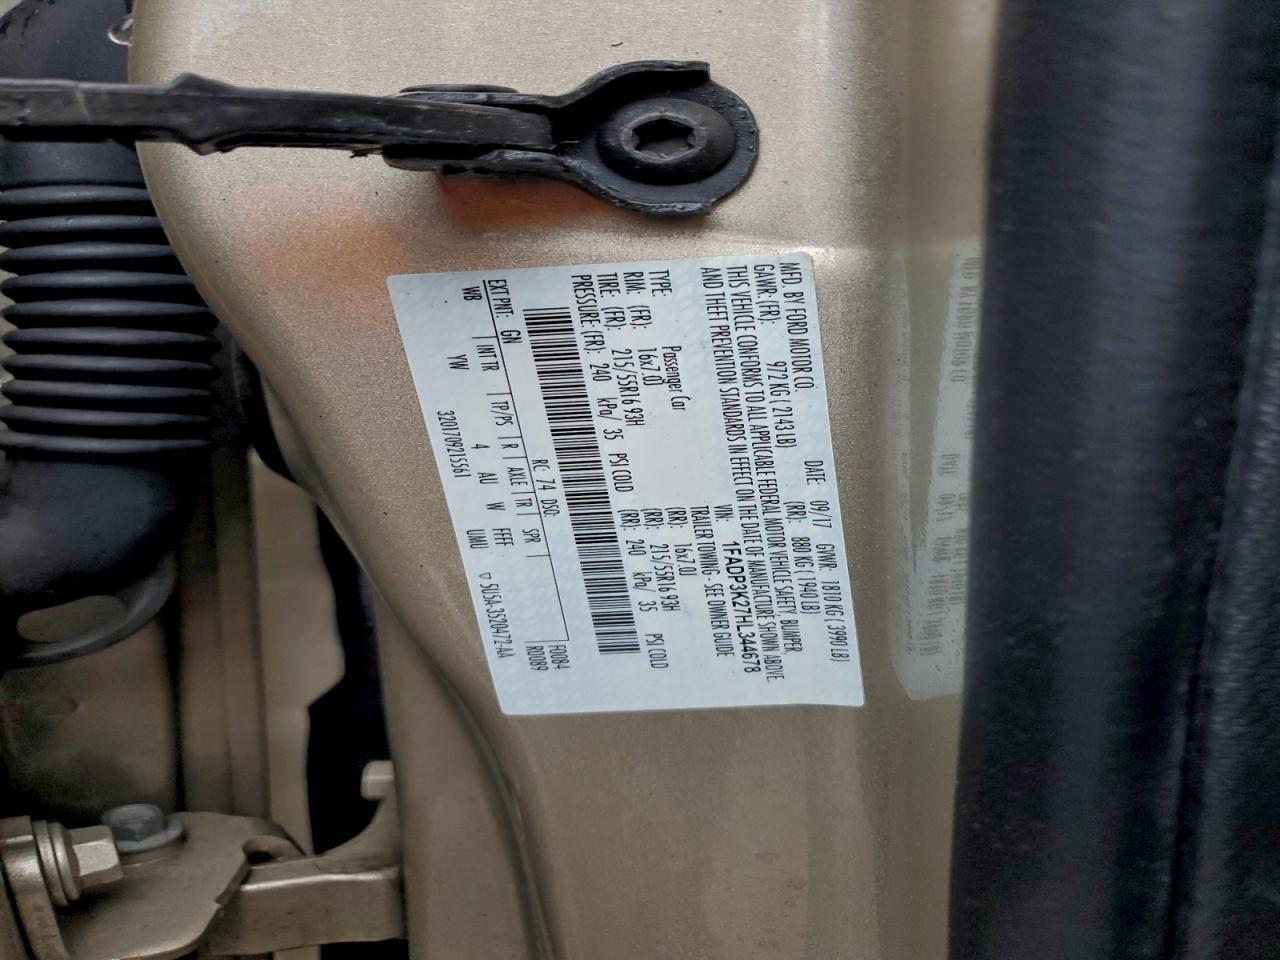 MFD. BY FORD MOTOR CO.
DATE: 09/17 GVWR: 1810 KG ( 3990 LB)
GAWR: (FR): 972 KG ( 2143 LB) (RR): 880 KG ( 1940 LB)
THIS VEHICLE CONFORMS TO ALL APPLICABLE FEDERAL MOTOR VEHICLE SAFETY, BUMPER,
AND THEFT PREVENTION STANDARDS IN EFFECT ON THE DATE OF MANUFACTURE SHOWN ABOVE.
VIN: 1FADP3K27HL344678
TYPE: Passenger Car TRAILER TOWING - SEE OWNER GUIDE
RIM: (FR): 16x7.0J (RR): 16x7.0J
TIRE: (FR): 215/55R16 93H (RR): 215/55R16 93H
PRESSURE: (FR): 240 kPa/ 35 PSI COLD (RR): 240 kPa/ 35 PSI COLD
RC: 74 DSO: F0084
EXT PNT: GN R0089
INT TR TP/PS R AXLE TR SPR
WB YW 4 AU W FFFF UMU
3201709215561 5U5A-3520472-AA